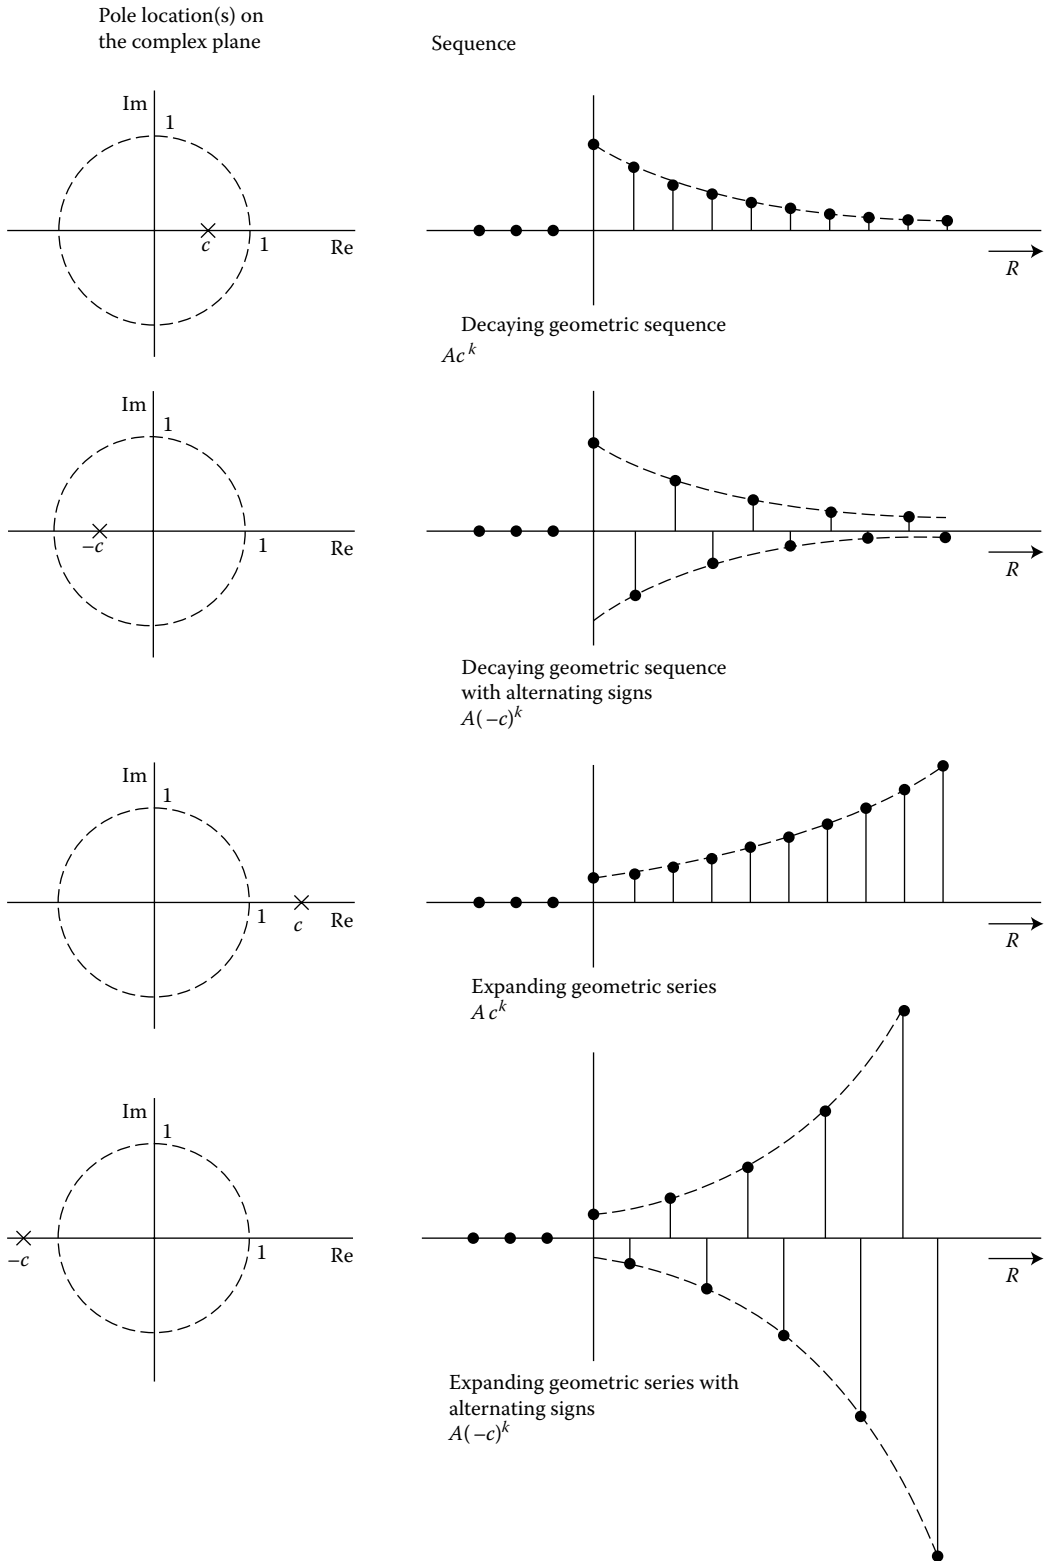 Pole location(s) on
the complex plane
Sequence
Im
1
c
1
Re
R
Decaying geometric sequence
Ac^k
Im
1
−c
1
Re
R
Decaying geometric sequence
with alternating signs
A(−c)^k
Im
1
1
c
Re
R
Expanding geometric series
Ac^k
Im
1
−c
1
Re
R
Expanding geometric series with
alternating signs
A(−c)^k